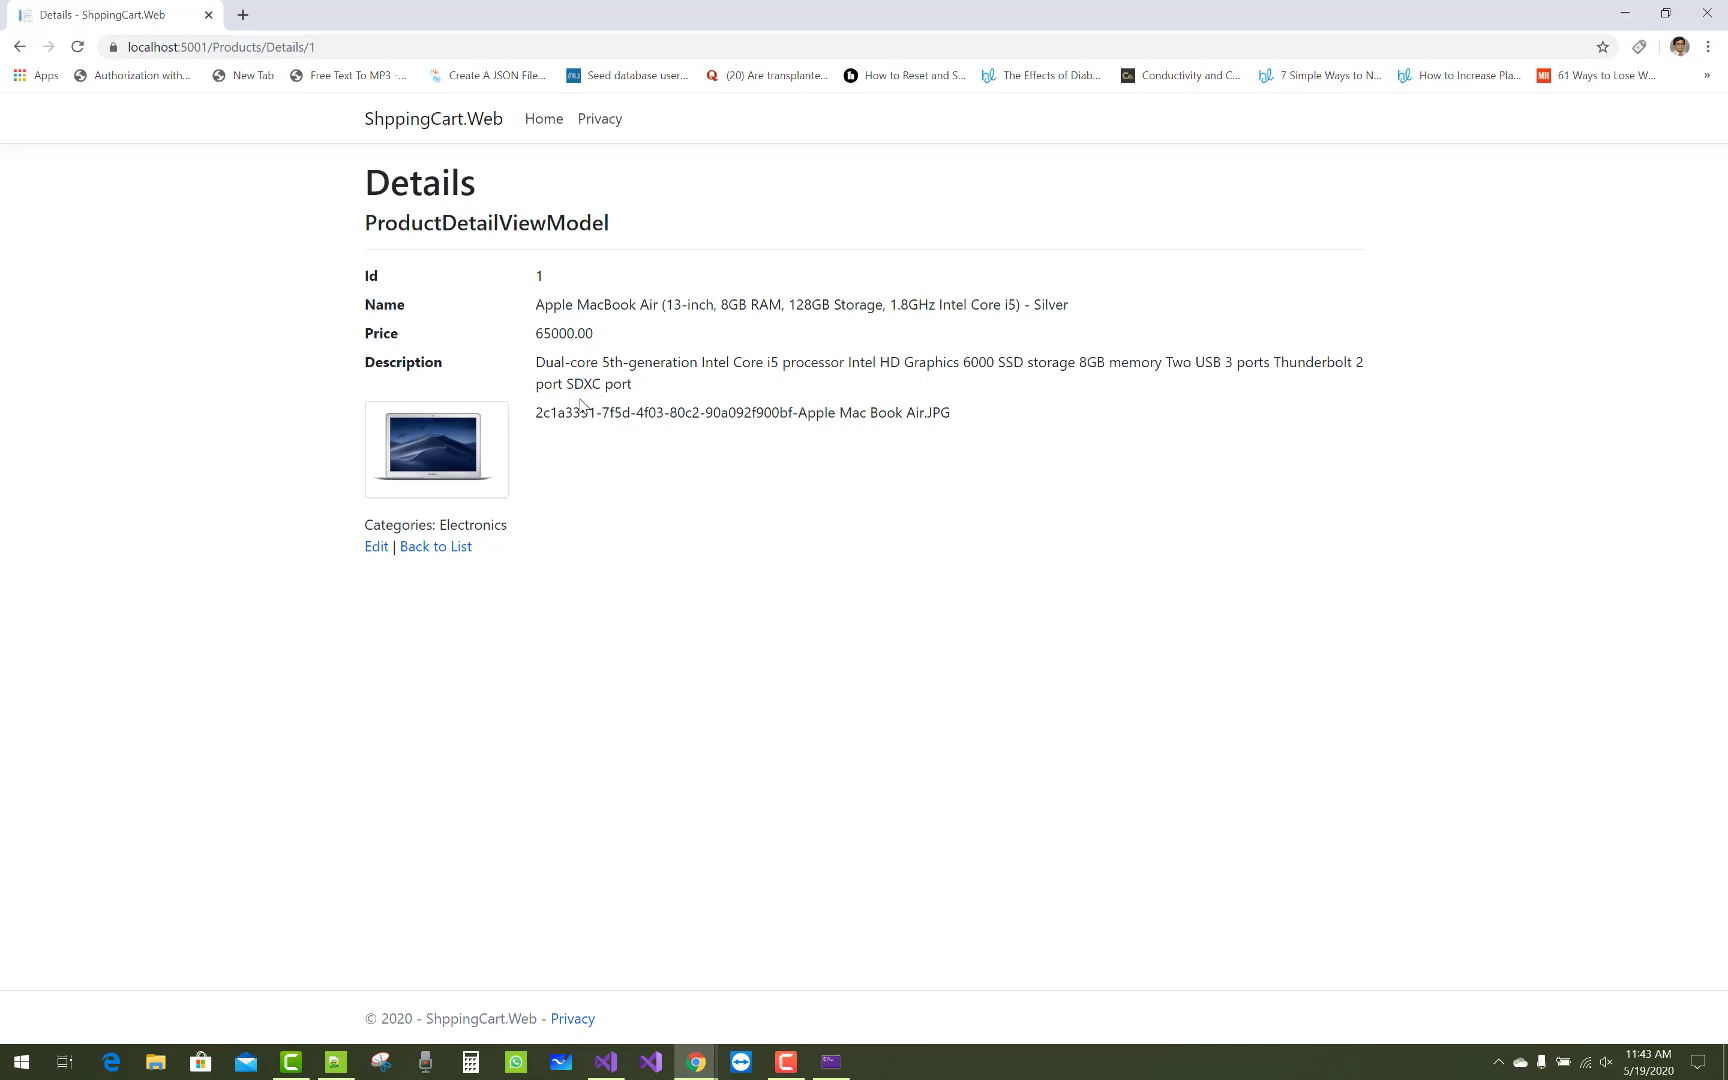 Details - ShppingCart.Web
localhost:5001/Products/Details/1
Apps Authorization with... New Tab Free Text To MP3 -... Create A JSON File... Seed database user... (20) Are transplante... How to Reset and S... The Effects of Diab... Conductivity and C... 7 Simple Ways to N... How to Increase Pla... 61 Ways to Lose W... »
ShppingCart.Web Home Privacy
Details
ProductDetailViewModel
Id 1
Name Apple MacBook Air (13-inch, 8GB RAM, 128GB Storage, 1.8GHz Intel Core i5) - Silver
Price 65000.00
Description Dual-core 5th-generation Intel Core i5 processor Intel HD Graphics 6000 SSD storage 8GB memory Two USB 3 ports Thunderbolt 2
port SDXC port
Mac Book Air.JPG
Categories: Electronics
Edit | Back to List
© 2020 - ShppingCart.Web - Privacy
11:43 AM
5/19/2020